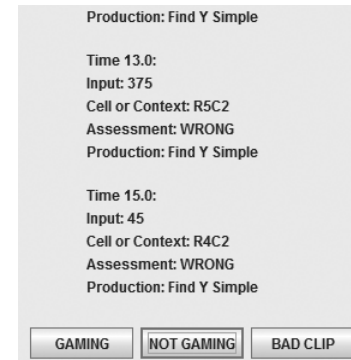 Production: Find Y Simple
Time 13.0:
Input: 375
Cell or Context: R5C2
Assessment: WRONG
Production: Find Y Simple
Time 15.0:
Input: 45
Cell or Context: R4C2
Assessment: WRONG
Production: Find Y Simple
GAMING NOT GAMING BAD CLIP